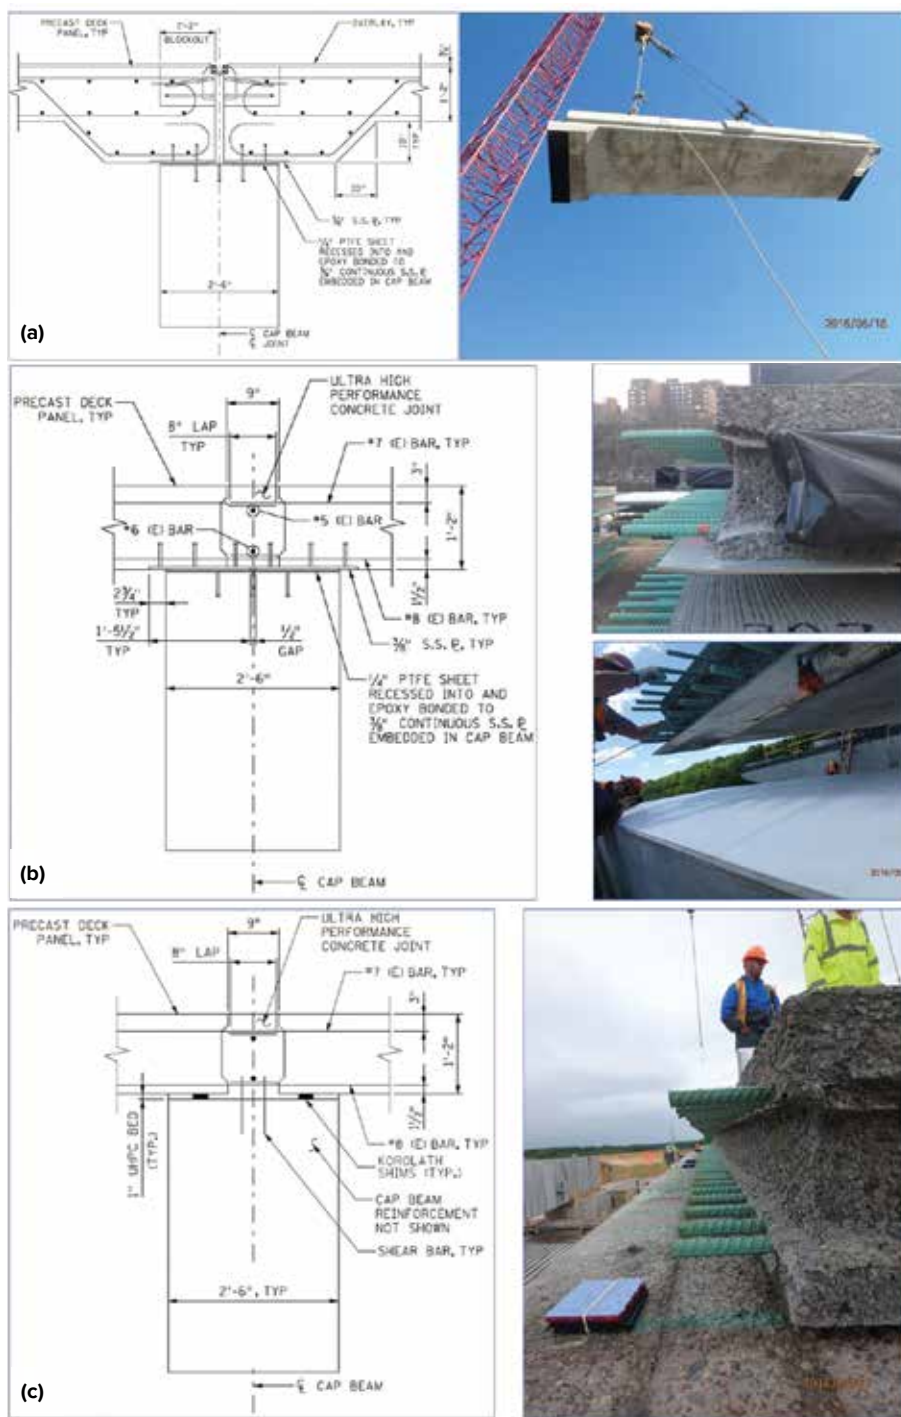 PRECAST DECK
PANEL, TYP
BLOCKOUT
OVERLAY, TYP
1'-2"
10"
TYP
10"
⅜" S.S. ℙ, TYP
PTFE SHEET
RECESSED INTO AND
EPOXY BONDED TO
⅜" CONTINUOUS S.S. ℙ
EMBEDDED IN CAP BEAM
2'-6"
℄ CAP BEAM
℄ JOINT
(a)
PRECAST DECK
PANEL, TYP
9"
8" LAP
TYP
ULTRA HIGH
PERFORMANCE
CONCRETE JOINT
#7 (E) BAR, TYP
3"
#5 (E) BAR
#6 (E) BAR
1'-2"
1½"
2¾"
TYP
1'-5½"
TYP
½"
GAP
#8 (E) BAR, TYP
⅜" S.S. ℙ, TYP
¼" PTFE SHEET
RECESSED INTO AND
EPOXY BONDED TO
⅜" CONTINUOUS S.S. ℙ
EMBEDDED IN CAP BEAM
2'-6"
℄ CAP BEAM
(b)
PRECAST DECK
PANEL, TYP
9"
8" LAP
ULTRA HIGH
PERFORMANCE
CONCRETE JOINT
#7 (E) BAR, TYP
3"
1'-2"
1½"
1" UHPC BED
(TYP.)
#8 (E) BAR, TYP
KOROLATH
SHIMS (TYP.)
CAP BEAM
REINFORCEMENT
NOT SHOWN
SHEAR BAR, TYP
2'-6", TYP
℄ CAP BEAM
(c)